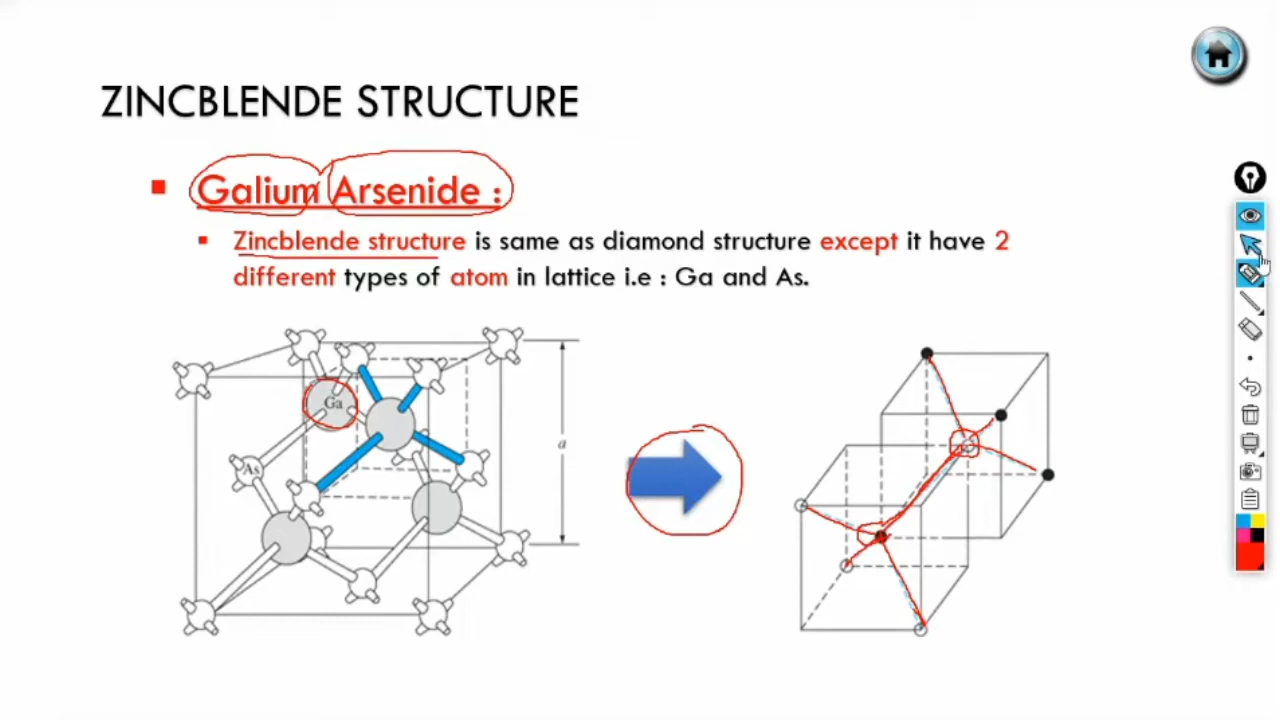 ZINCBLENDE STRUCTURE
Galium Arsenide :
Zincblende structure is same as diamond structure except it have 2
different types of atom in lattice i.e : Ga and As.
Ga
a
As